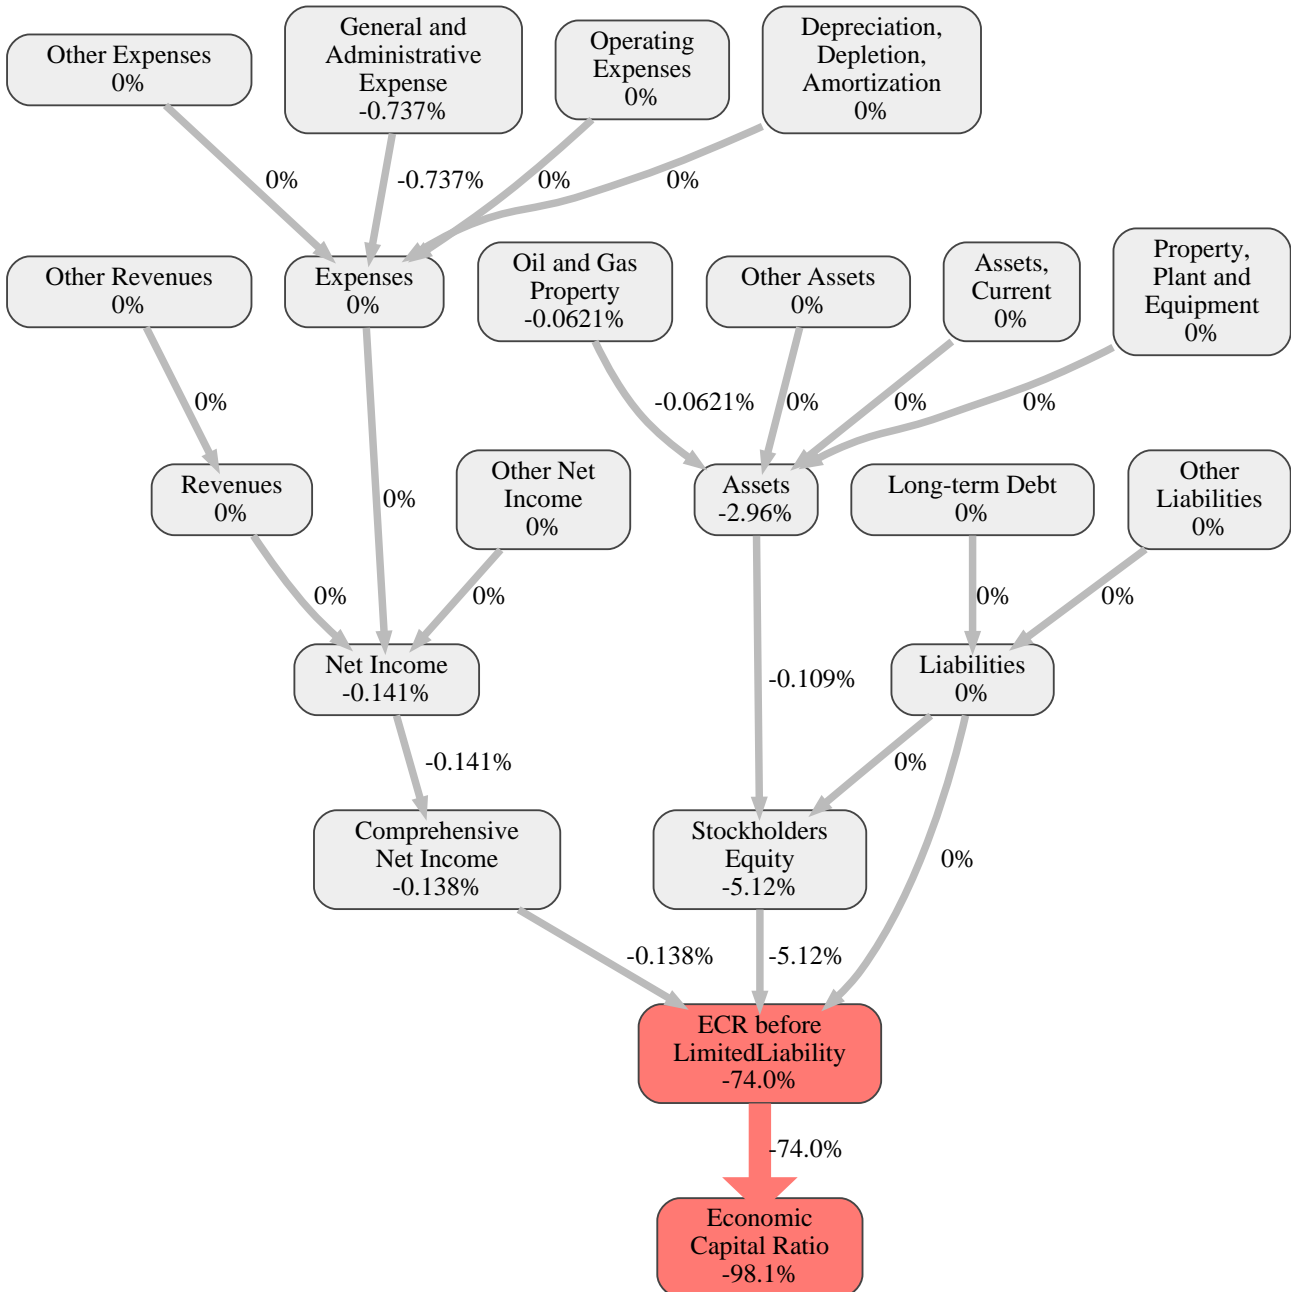 Other Expenses
0%
General and
Administrative
Expense
-0.737%
Operating
Expenses
0%
Depreciation,
Depletion,
Amortization
0%
0%
-0.737%
0%
0%
Other Revenues
0%
Expenses
0%
Oil and Gas
Property
-0.0621%
Other Assets
0%
Assets,
Current
0%
Property,
Plant and
Equipment
0%
0%
-0.0621%
0%
0%
0%
Revenues
0%
0%
Other Net
Income
0%
Assets
-2.96%
Long-term Debt
0%
Other
Liabilities
0%
0%
0%
0%
0%
Net Income
-0.141%
-0.109%
Liabilities
0%
-0.141%
0%
Comprehensive
Net Income
-0.138%
Stockholders
Equity
-5.12%
0%
-0.138%
-5.12%
ECR before
LimitedLiability
-74.0%
-74.0%
Economic
Capital Ratio
-98.1%